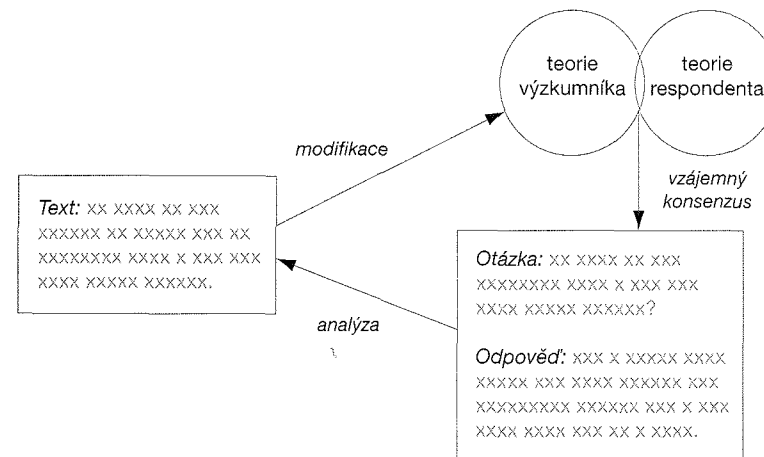 teorie
výzkumníka
teorie
respondenta
modifikace
vzájemný
konsenzus
Text: xx xxxx xx xxx
xxxxxx xx xxxxx xxx xx
xxxxxxxx xxxx x xxx xxx
xxxx xxxxx xxxxxx.
analýza
Otázka: xx xxxx xx xxx
xxxxxxxx xxxx x xxx xxx
xxxx xxxxx xxxxxx?
Odpověď: xxx x xxxxx xxxx
xxxxx xxx xxxx xxxxxx xxx
xxxxxxxxx xxxxxx xxx x xxx
xxxx xxxx xxx xx x xxxx.